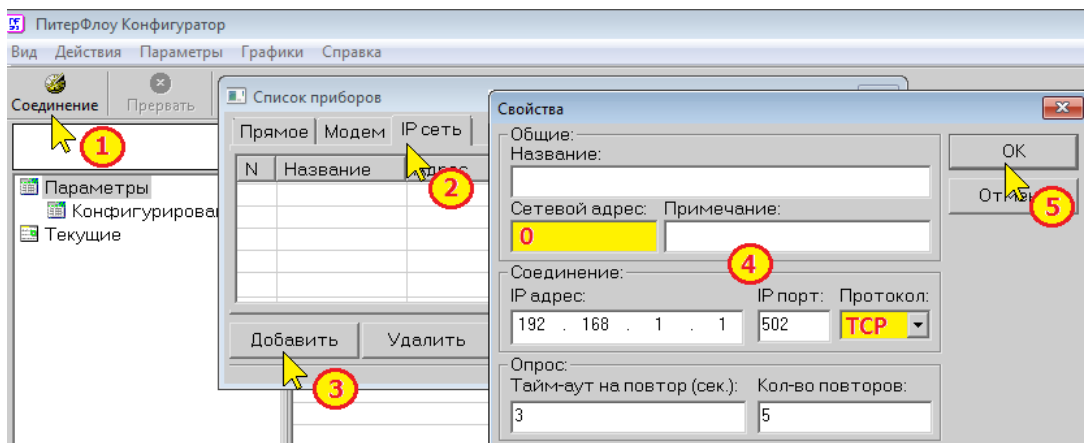 ПитерФлоу Конфигуратор
Вид Действия Параметры Графики Справка
Соединение Прервать
1
Параметры
Текущие
Список приборов
Прямое Модем IP сеть
2
N Название
Добавить Удалить
3
Свойства
Общие:
Название:
Сетевой адрес: Примечание:
0
4
Соединение:
IP адрес: IP порт: Протокол:
192 . 168 . 1 . 1 502 TCP
Опрос:
Тайм-аут на повтор (сек.): Кол-во повторов:
3 5
OK
5